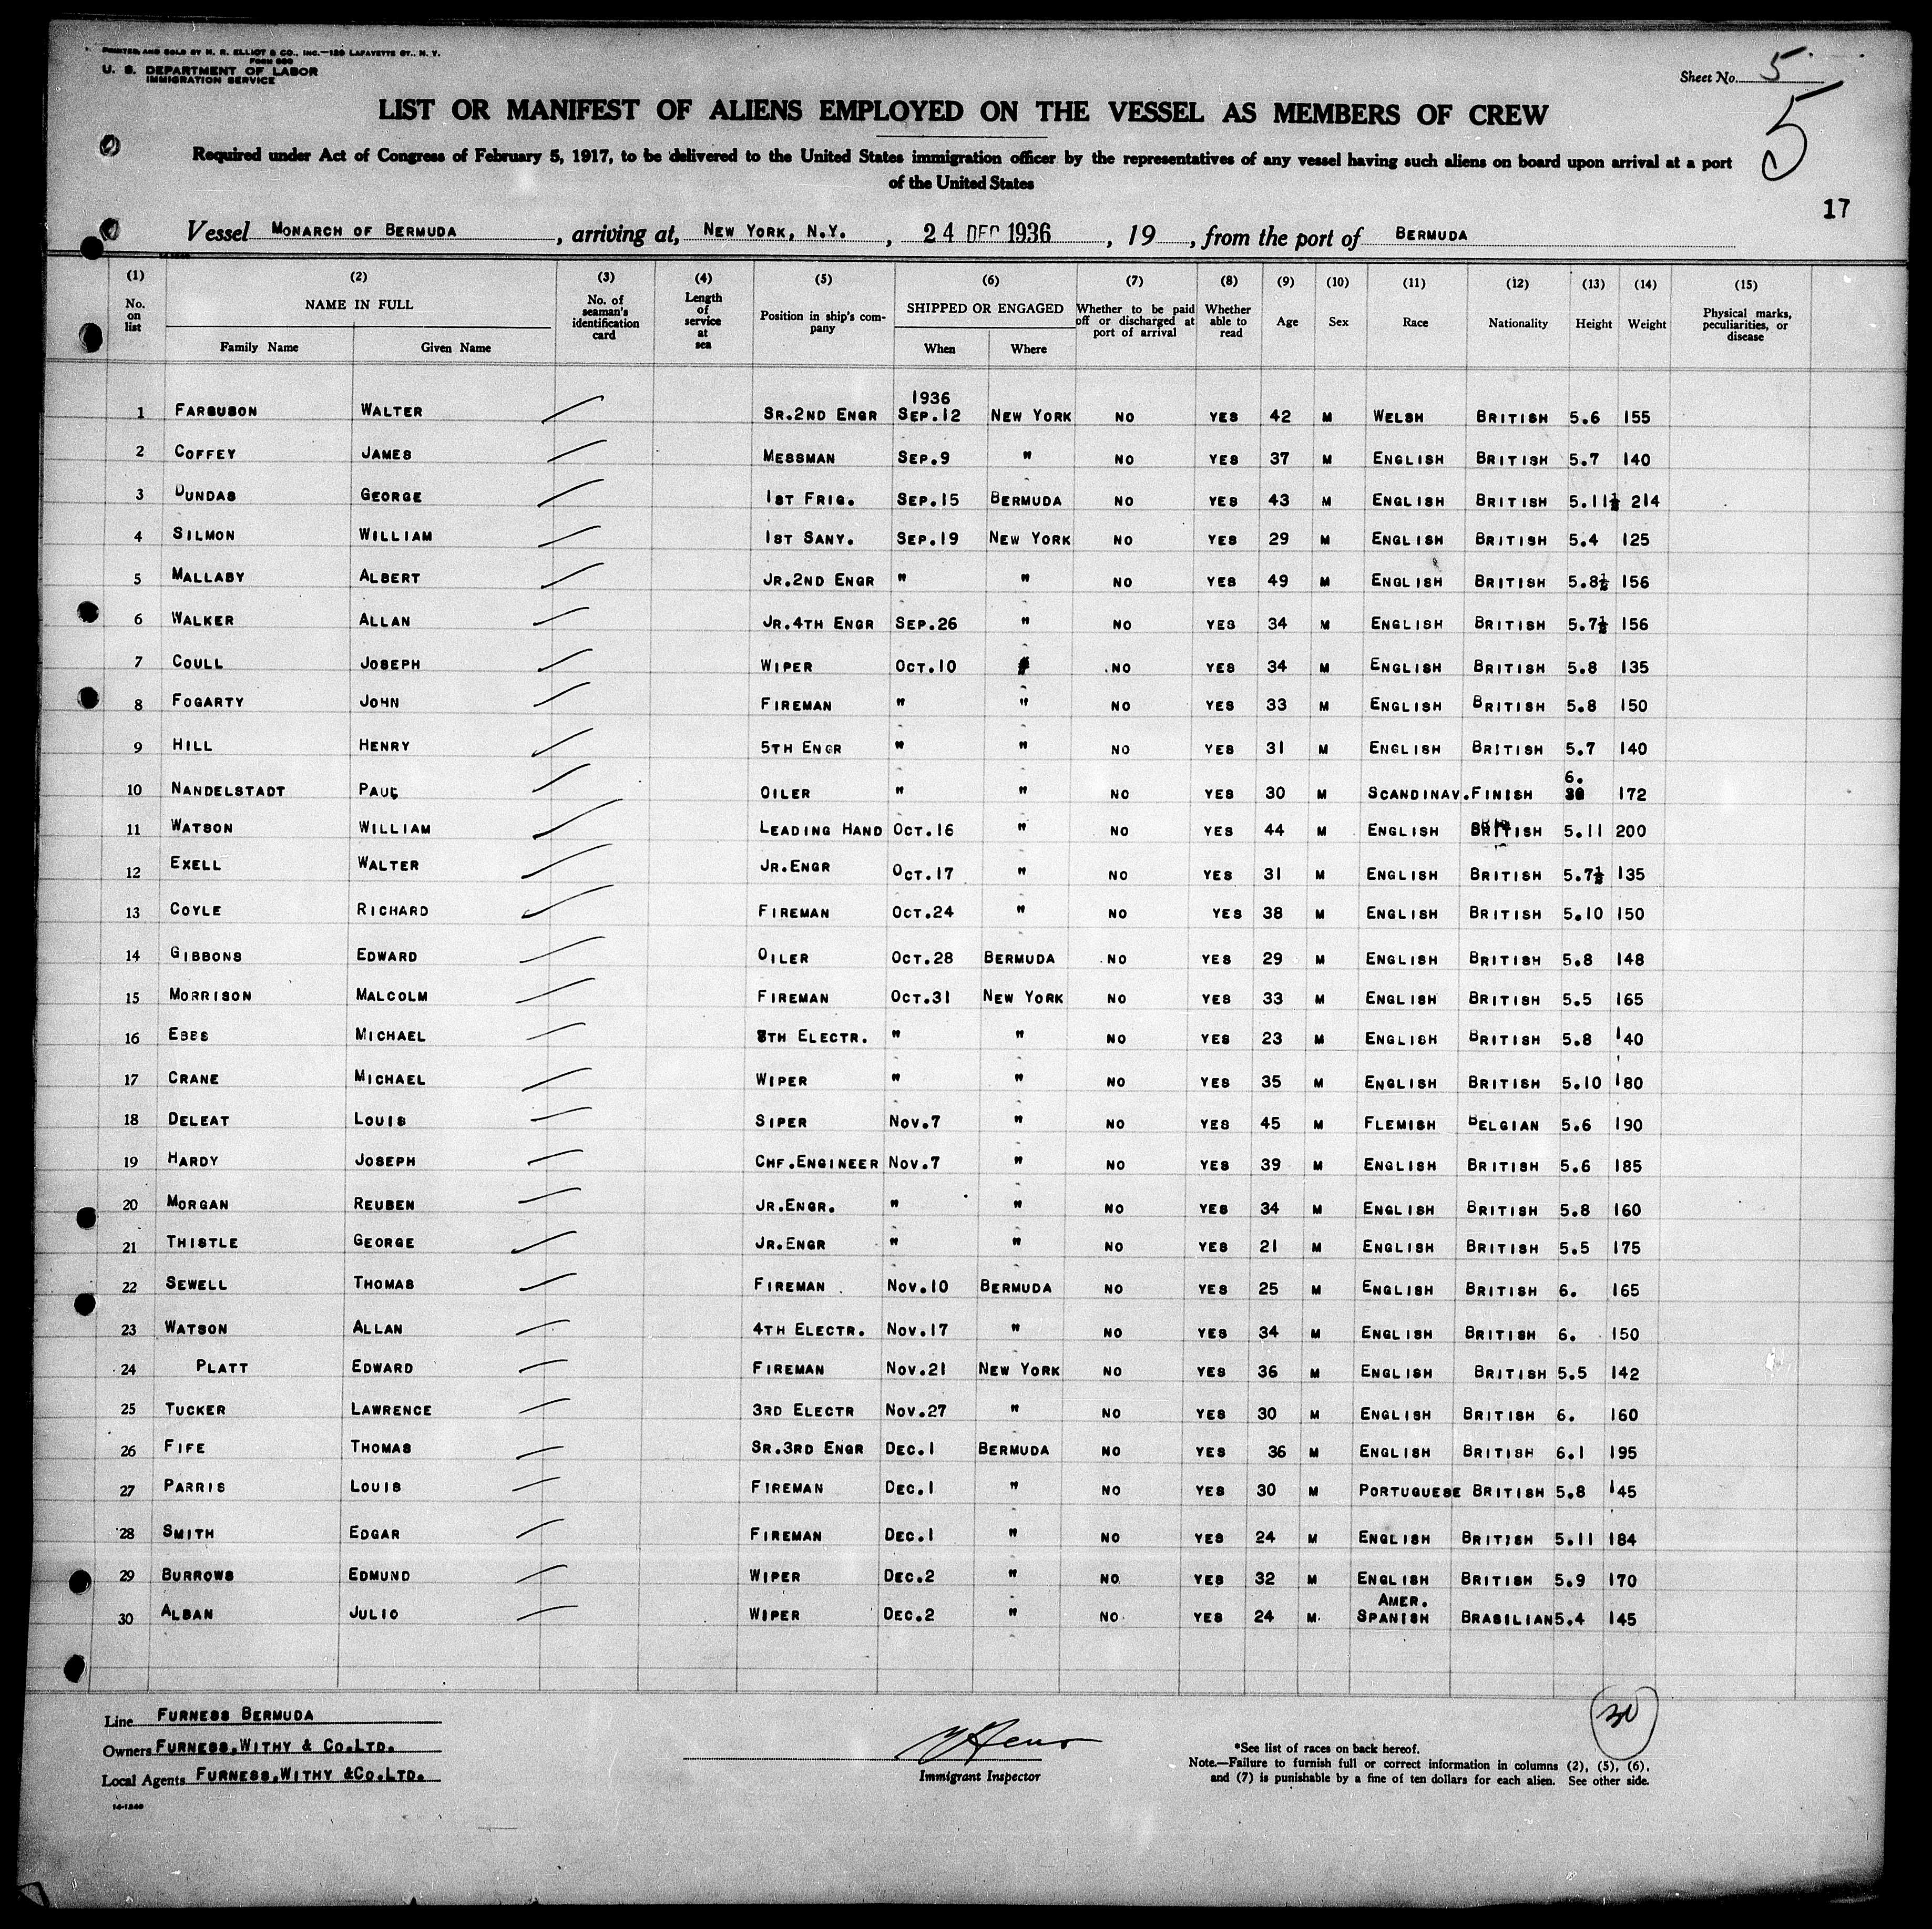 PRINTED AND SOLD BY H. R. ELLIOT & CO., INC.—129 LAFAYETTE ST., N. Y.
FORM 680
U. S. DEPARTMENT OF LABOR
IMMIGRATION SERVICE
Sheet No. 5
5
LIST OR MANIFEST OF ALIENS EMPLOYED ON THE VESSEL AS MEMBERS OF CREW
Required under Act of Congress of February 5, 1917, to be delivered to the United States immigration officer by the representatives of any vessel having such aliens on board upon arrival at a port
of the United States
17
Vessel MONARCH OF BERMUDA, arriving at, NEW YORK, N.Y., 24 DEC 1936, 19 , from the port of BERMUDA
(1) (2) (3) (4) (5) (6) (7) (8) (9) (10) (11) (12) (13) (14) (15)
No. on list NAME IN FULL Family Name Given Name No. of seaman's identification card Length of service at sea Position in ship's company SHIPPED OR ENGAGED When Where Whether to be paid off or discharged at port of arrival Whether able to read Age Sex Race Nationality Height Weight Physical marks, peculiarities, or disease
1936
1 FARGUSON WALTER SR.2ND ENGR SEP.12 NEW YORK NO YES 42 M WELSH BRITISH 5.6 155
2 COFFEY JAMES MESSMAN SEP.9 " NO YES 37 M ENGLISH BRITISH 5.7 140
3 DUNDAS GEORGE 1ST FRIG. SEP.15 BERMUDA NO YES 43 M ENGLISH BRITISH 5.11½ 214
4 SILMON WILLIAM 1ST SANY. SEP.19 NEW YORK NO YES 29 M ENGLISH BRITISH 5.4 125
5 MALLABY ALBERT JR.2ND ENGR " " NO YES 49 M ENGLISH BRITISH 5.8½ 156
6 WALKER ALLAN JR.4TH ENGR SEP.26 " NO YES 34 M ENGLISH BRITISH 5.7½ 156
7 COULL JOSEPH WIPER OCT.10 " NO YES 34 M ENGLISH BRITISH 5.8 135
8 FOGARTY JOHN FIREMAN " " NO YES 33 M ENGLISH BRITISH 5.8 150
9 HILL HENRY 5TH ENGR " " NO YES 31 M ENGLISH BRITISH 5.7 140
10 NANDELSTADT PAUL OILER " " NO YES 30 M SCANDINAV. FINISH 6. 172
11 WATSON WILLIAM LEADING HAND OCT.16 " NO YES 44 M ENGLISH BRITISH 5.11 200
12 EXELL WALTER JR.ENGR OCT.17 " NO YES 31 M ENGLISH BRITISH 5.7½ 135
13 COYLE RICHARD FIREMAN OCT.24 " NO YES 38 M ENGLISH BRITISH 5.10 150
14 GIBBONS EDWARD OILER OCT.28 BERMUDA NO YES 29 M ENGLISH BRITISH 5.8 148
15 MORRISON MALCOLM FIREMAN OCT.31 NEW YORK NO YES 33 M ENGLISH BRITISH 5.5 165
16 EBBS MICHAEL 5TH ELECTR. " " NO YES 23 M ENGLISH BRITISH 5.8 140
17 CRANE MICHAEL WIPER " " NO YES 35 M ENGLISH BRITISH 5.10 180
18 DELEAT LOUIS SIPER NOV.7 " NO YES 45 M FLEMISH BELGIAN 5.6 190
19 HARDY JOSEPH CHF.ENGINEER NOV.7 " NO YES 39 M ENGLISH BRITISH 5.6 185
20 MORGAN REUBEN JR.ENGR. " " NO YES 34 M ENGLISH BRITISH 5.8 160
21 THISTLE GEORGE JR.ENGR " " NO YES 21 M ENGLISH BRITISH 5.5 175
22 SEWELL THOMAS FIREMAN NOV.10 BERMUDA NO YES 25 M ENGLISH BRITISH 6. 165
23 WATSON ALLAN 4TH ELECTR. NOV.17 " NO YES 34 M ENGLISH BRITISH 6. 150
24 PLATT EDWARD FIREMAN NOV.21 NEW YORK NO YES 36 M ENGLISH BRITISH 5.5 142
25 TUCKER LAWRENCE 3RD ELECTR NOV.27 " NO YES 30 M ENGLISH BRITISH 6. 160
26 FIFE THOMAS SR.3RD ENGR DEC.1 BERMUDA NO YES 36 M ENGLISH BRITISH 6.1 195
27 PARRIS LOUIS FIREMAN DEC.1 " NO YES 30 M PORTUGUESE BRITISH 5.8 145
28 SMITH EDGAR FIREMAN DEC.1 " NO YES 24 M ENGLISH BRITISH 5.11 184
29 BURROWS EDMUND WIPER DEC.2 " NO YES 32 M ENGLISH BRITISH 5.9 170
30 ALBAN JULIO WIPER DEC.2 " NO YES 24 M AMER. SPANISH BRASILIAN 5.4 145
30
Line FURNESS BERMUDA
Owners FURNESS, WITHY & CO.LTD.
Local Agents FURNESS, WITHY &CO.LTD.
Immigrant Inspector
*See list of races on back hereof.
Note.—Failure to furnish full or correct information in columns (2), (5), (6),
and (7) is punishable by a fine of ten dollars for each alien. See other side.
14-1240